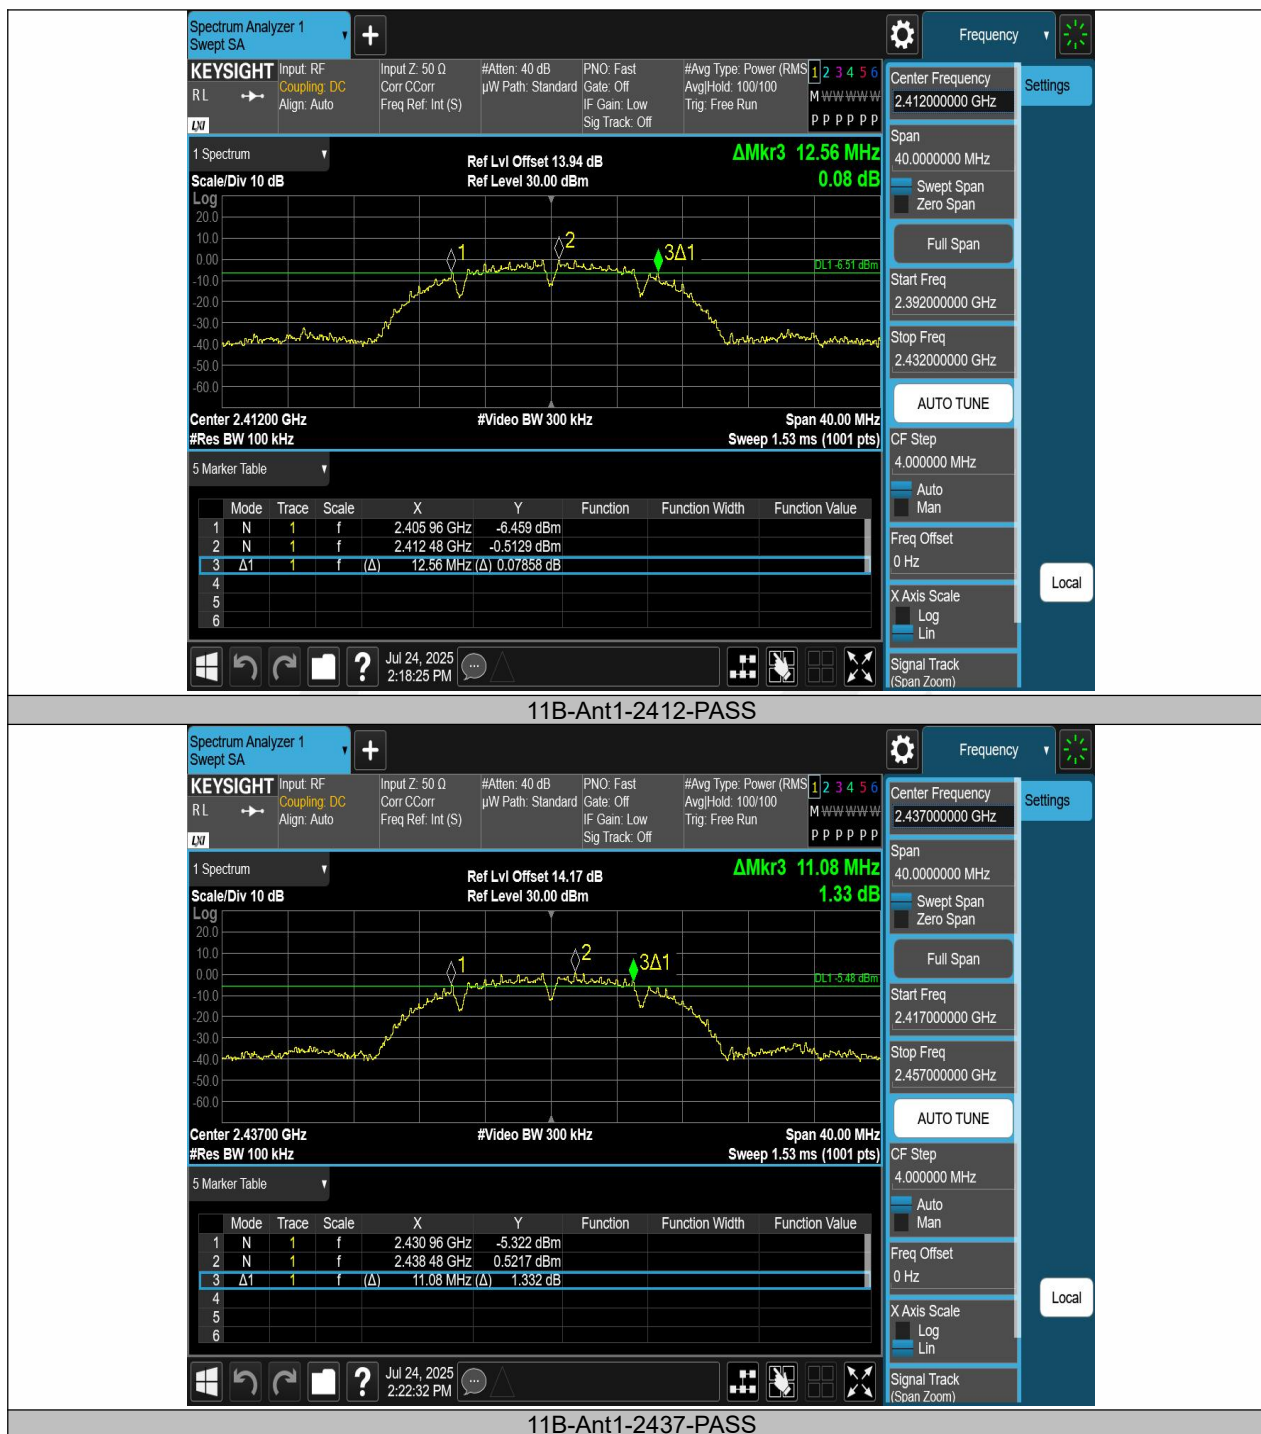 Spectrum Analyzer 1
Swept SA
+
Frequency
KEYSIGHT Input: RF
RL
Coupling: DC
Align: Auto
LXI
Input Z: 50 Ω
Corr CCorr
Freq Ref: Int (S)
#Atten: 40 dB
µW Path: Standard
PNO: Fast
Gate: Off
IF Gain: Low
Sig Track: Off
#Avg Type: Power (RMS
Avg|Hold: 100/100
Trig: Free Run
1 2 3 4 5 6
M W W W W W
P P P P P P
1 Spectrum
Scale/Div 10 dB
Ref Lvl Offset 13.94 dB
Ref Level 30.00 dBm
ΔMkr3 12.56 MHz
0.08 dB
Log
20.0
10.0
0.00
-10.0
-20.0
-30.0
-40.0
-50.0
-60.0
1
2
3Δ1
DL1 -6.51 dBm
Center 2.41200 GHz
#Video BW 300 kHz
Span 40.00 MHz
#Res BW 100 kHz
Sweep 1.53 ms (1001 pts)
5 Marker Table
Mode Trace Scale X Y Function Function Width Function Value
1 N 1 f 2.405 96 GHz -6.459 dBm
2 N 1 f 2.412 48 GHz -0.5129 dBm
3 Δ1 1 f (Δ) 12.56 MHz (Δ) 0.07858 dB
4
5
6
Jul 24, 2025
2:18:25 PM
Center Frequency
2.412000000 GHz
Settings
Span
40.0000000 MHz
Swept Span
Zero Span
Full Span
Start Freq
2.392000000 GHz
Stop Freq
2.432000000 GHz
AUTO TUNE
CF Step
4.000000 MHz
Auto
Man
Freq Offset
0 Hz
X Axis Scale
Log
Lin
Local
Signal Track
(Span Zoom)
11B-Ant1-2412-PASS
Spectrum Analyzer 1
Swept SA
+
Frequency
KEYSIGHT Input: RF
RL
Coupling: DC
Align: Auto
LXI
Input Z: 50 Ω
Corr CCorr
Freq Ref: Int (S)
#Atten: 40 dB
µW Path: Standard
PNO: Fast
Gate: Off
IF Gain: Low
Sig Track: Off
#Avg Type: Power (RMS
Avg|Hold: 100/100
Trig: Free Run
1 2 3 4 5 6
M W W W W W
P P P P P P
1 Spectrum
Scale/Div 10 dB
Ref Lvl Offset 14.17 dB
Ref Level 30.00 dBm
ΔMkr3 11.08 MHz
1.33 dB
Log
20.0
10.0
0.00
-10.0
-20.0
-30.0
-40.0
-50.0
-60.0
1
2
3Δ1
DL1 -5.48 dBm
Center 2.43700 GHz
#Video BW 300 kHz
Span 40.00 MHz
#Res BW 100 kHz
Sweep 1.53 ms (1001 pts)
5 Marker Table
Mode Trace Scale X Y Function Function Width Function Value
1 N 1 f 2.430 96 GHz -5.322 dBm
2 N 1 f 2.438 48 GHz 0.5217 dBm
3 Δ1 1 f (Δ) 11.08 MHz (Δ) 1.332 dB
4
5
6
Jul 24, 2025
2:22:32 PM
Center Frequency
2.437000000 GHz
Settings
Span
40.0000000 MHz
Swept Span
Zero Span
Full Span
Start Freq
2.417000000 GHz
Stop Freq
2.457000000 GHz
AUTO TUNE
CF Step
4.000000 MHz
Auto
Man
Freq Offset
0 Hz
X Axis Scale
Log
Lin
Local
Signal Track
(Span Zoom)
11B-Ant1-2437-PASS